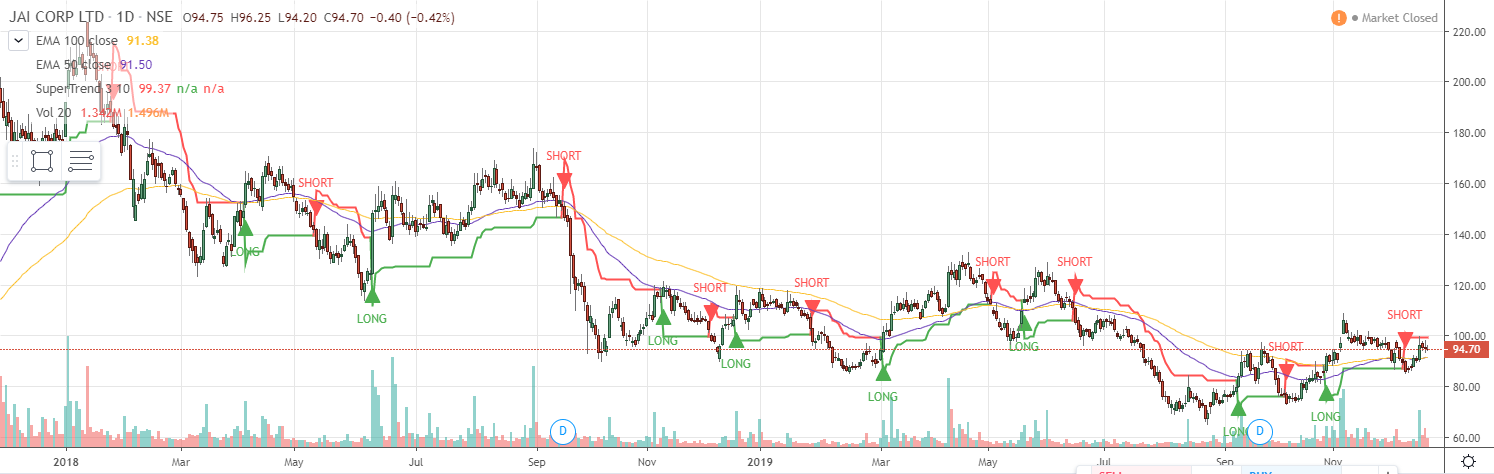 JAI CORP LTD · 1D · NSE O94.75 H96.25 L94.20 C94.70 −0.40 (−0.42%)
! Market Closed
EMA 100 close 91.38
EMA 50 close 91.50
SuperTrend 3 10 99.37 n/a n/a
Vol 20 1.342M 1.496M
220.00
200.00
180.00
160.00
140.00
120.00
100.00
94.70
80.00
60.00
SHORT
SHORT
SHORT
SHORT
SHORT
SHORT
SHORT
SHORT
LONG
LONG
LONG
LONG
LONG
LONG
LONG
LONG
D
D
2018 Mar May Jul Sep Nov 2019 Mar May Jul Sep Nov